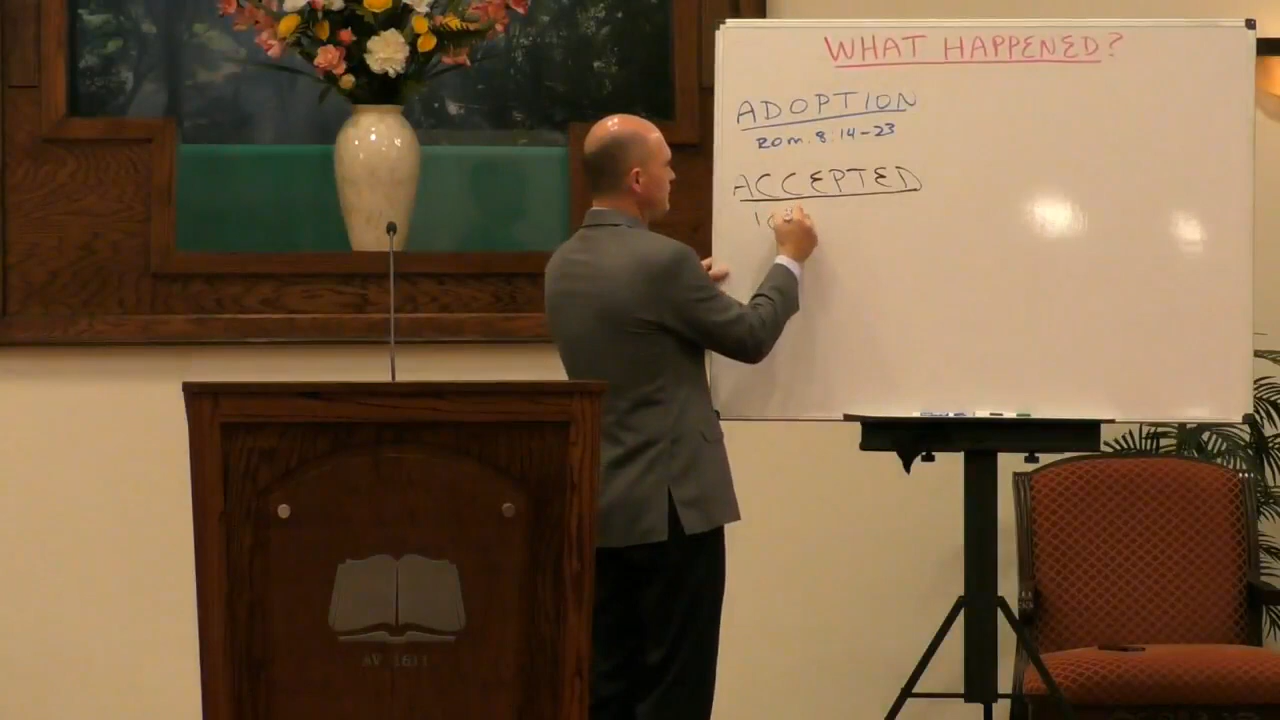 WHAT HAPPENED?
ADOPTION
ROM. 8:14-23
ACCEPTED
AV 1611